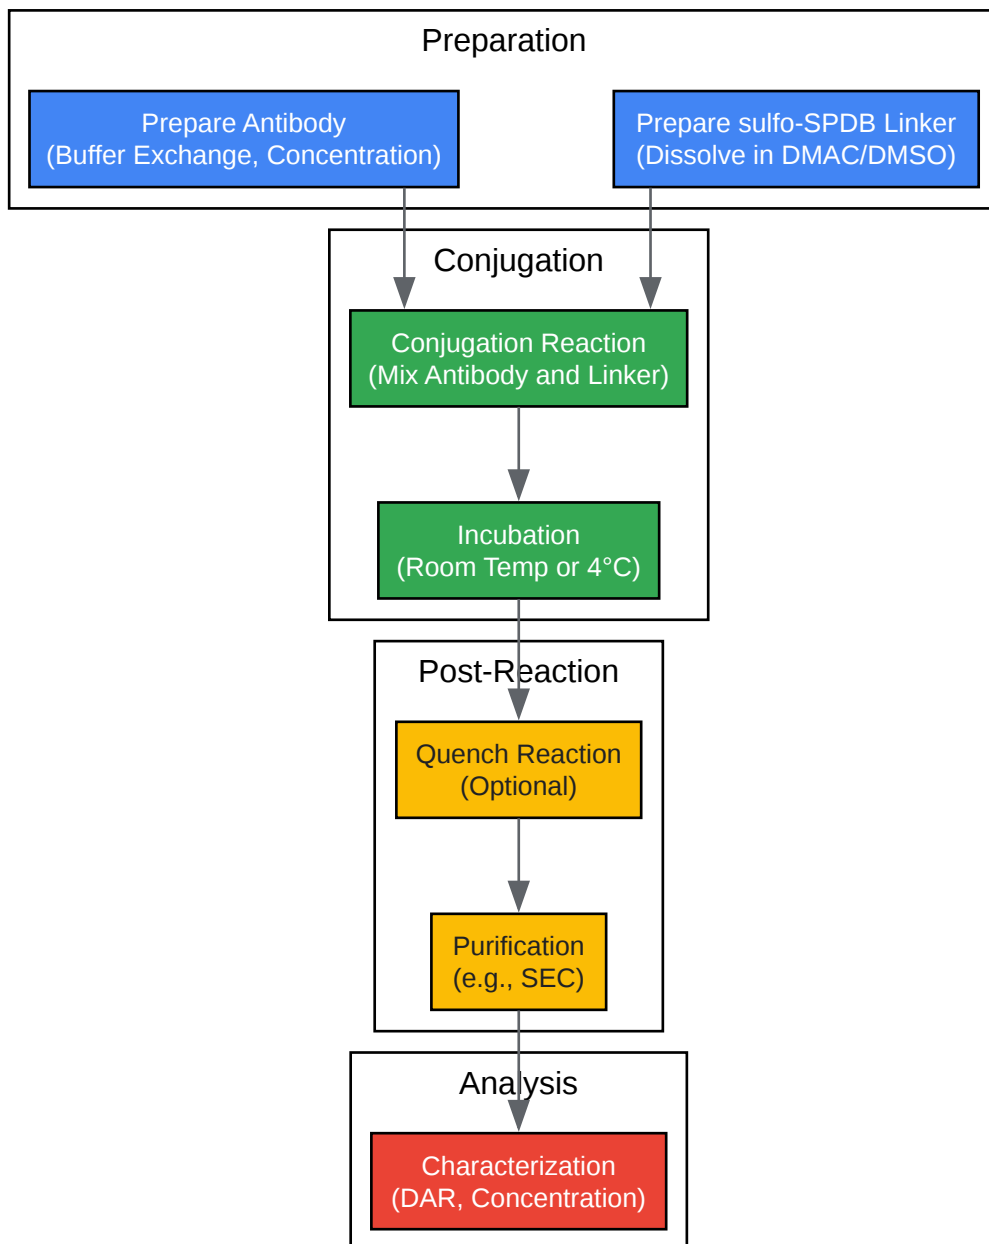 Preparation
Prepare Antibody
(Buffer Exchange, Concentration)
Prepare sulfo-SPDB Linker
(Dissolve in DMAC/DMSO)
Conjugation
Conjugation Reaction
(Mix Antibody and Linker)
Incubation
(Room Temp or 4°C)
Post-Reaction
Quench Reaction
(Optional)
Purification
(e.g., SEC)
Analysis
Characterization
(DAR, Concentration)